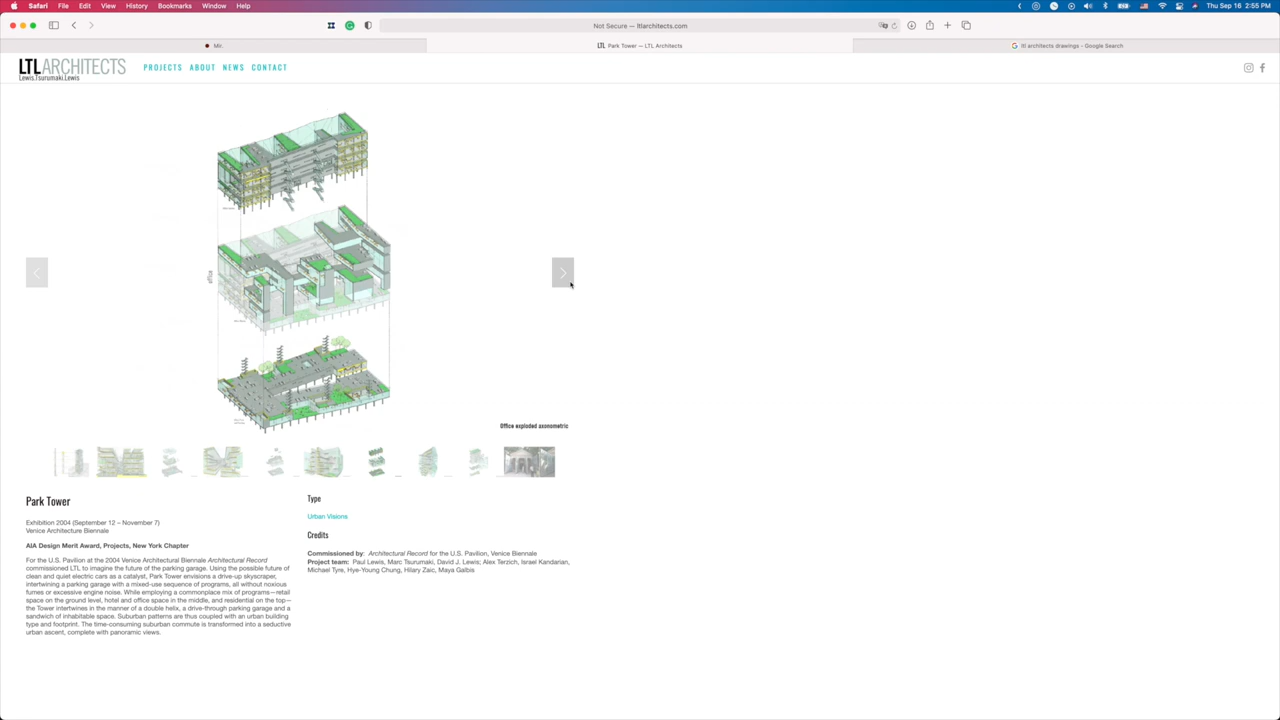 Safari File Edit View History Bookmarks Window Help
Thu Sep 16 2:55 PM
Not Secure — ltlarchitects.com
Mir.
LTL Park Tower — LTL Architects
ltl architects drawings - Google Search
LTLARCHITECTS
Lewis.Tsurumaki.Lewis
PROJECTS ABOUT NEWS CONTACT
office
Office exploded axonometric
Park Tower
Exhibition 2004 (September 12 – November 7)
Venice Architecture Biennale
AIA Design Merit Award, Projects, New York Chapter
For the U.S. Pavilion at the 2004 Venice Architectural Biennale Architectural Record
commissioned LTL to imagine the future of the parking garage. Using the possible future of
clean and quiet electric cars as a catalyst, Park Tower envisions a drive-up skyscraper,
intertwining a parking garage with a mixed-use sequence of programs, all without noxious
fumes or excessive engine noise. While employing a commonplace mix of programs—retail
space on the ground level, hotel and office space in the middle, and residential on the top—
the Tower intertwines in the manner of a double helix, a drive-through parking garage and a
sandwich of inhabitable space. Suburban patterns are thus coupled with an urban building
type and footprint. The time-consuming suburban commute is transformed into a seductive
urban ascent, complete with panoramic views.
Type
Urban Visions
Credits
Commissioned by: Architectural Record for the U.S. Pavilion, Venice Biennale
Project team: Paul Lewis, Marc Tsurumaki, David J. Lewis; Alex Terzich, Israel Kandarian,
Michael Tyre, Hye-Young Chung, Hilary Zaic, Maya Galbis